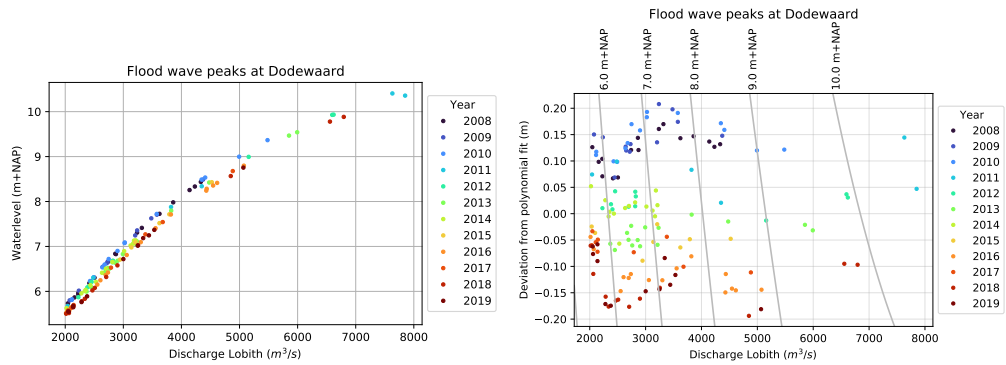 Flood wave peaks at Dodewaard
Waterlevel (m+NAP)
10
9
8
7
6
2000 3000 4000 5000 6000 7000 8000
Discharge Lobith (m³/s)
Year
2008
2009
2010
2011
2012
2013
2014
2015
2016
2017
2018
2019
Flood wave peaks at Dodewaard
6.0 m+NAP
7.0 m+NAP
8.0 m+NAP
9.0 m+NAP
10.0 m+NAP
Deviation from polynomial fit (m)
0.20
0.15
0.10
0.05
0.00
−0.05
−0.10
−0.15
−0.20
2000 3000 4000 5000 6000 7000 8000
Discharge Lobith (m³/s)
Year
2008
2009
2010
2011
2012
2013
2014
2015
2016
2017
2018
2019